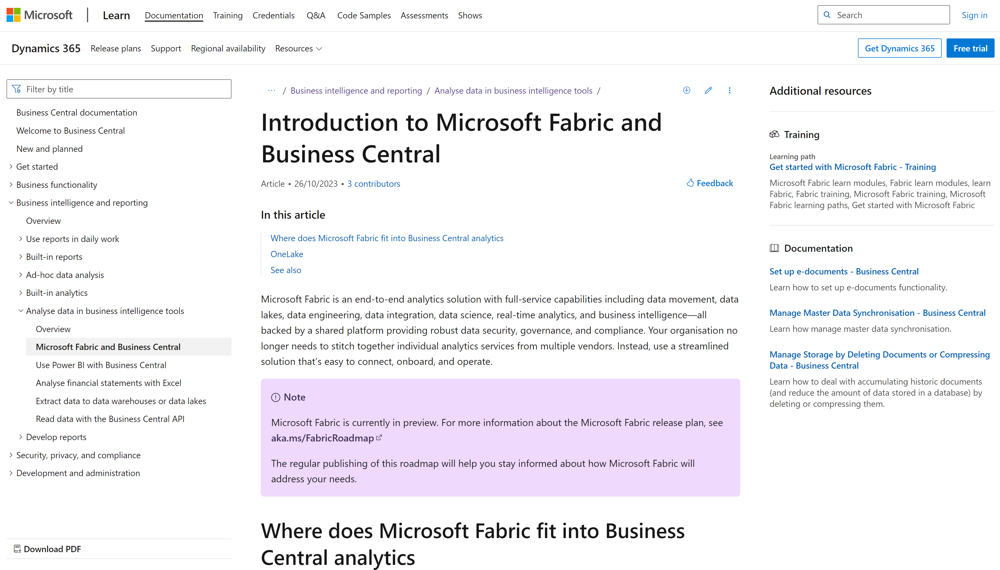 Microsoft
Learn
Documentation
Training
Credentials
Q&A
Code Samples
Assessments
Shows
Search
Sign in
Dynamics 365
Release plans
Support
Regional availability
Resources
Get Dynamics 365
Free trial
Filter by title
Business Central documentation
Welcome to Business Central
New and planned
Get started
Business functionality
Business intelligence and reporting
Overview
Use reports in daily work
Built-in reports
Ad-hoc data analysis
Built-in analytics
Analyse data in business intelligence tools
Overview
Microsoft Fabric and Business Central
Use Power BI with Business Central
Analyse financial statements with Excel
Extract data to data warehouses or data lakes
Read data with the Business Central API
Develop reports
Security, privacy, and compliance
Development and administration
Download PDF
··· / Business intelligence and reporting / Analyse data in business intelligence tools /
Introduction to Microsoft Fabric and
Business Central
Article • 26/10/2023 • 3 contributors
Feedback
In this article
Where does Microsoft Fabric fit into Business Central analytics
OneLake
See also
Microsoft Fabric is an end-to-end analytics solution with full-service capabilities including data movement, data
lakes, data engineering, data integration, data science, real-time analytics, and business intelligence—all
backed by a shared platform providing robust data security, governance, and compliance. Your organisation no
longer needs to stitch together individual analytics services from multiple vendors. Instead, use a streamlined
solution that’s easy to connect, onboard, and operate.
Note
Microsoft Fabric is currently in preview. For more information about the Microsoft Fabric release plan, see
aka.ms/FabricRoadmap
The regular publishing of this roadmap will help you stay informed about how Microsoft Fabric will
address your needs.
Where does Microsoft Fabric fit into Business
Central analytics
Additional resources
Training
Learning path
Get started with Microsoft Fabric - Training
Microsoft Fabric learn modules, Fabric learn modules, learn
Fabric, Fabric training, Microsoft Fabric training, Microsoft
Fabric learning paths, Get started with Microsoft Fabric
Documentation
Set up e-documents - Business Central
Learn how to set up e-documents functionality.
Manage Master Data Synchronisation - Business Central
Learn how manage master data synchronisation.
Manage Storage by Deleting Documents or Compressing
Data - Business Central
Learn how to deal with accumulating historic documents
(and reduce the amount of data stored in a database) by
deleting or compressing them.